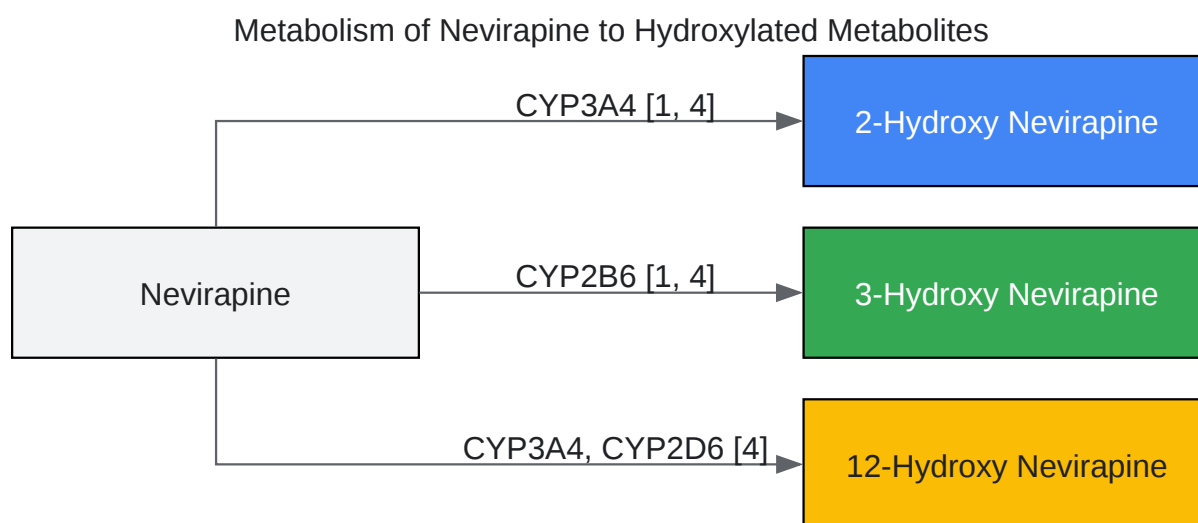 Metabolism of Nevirapine to Hydroxylated Metabolites
CYP3A4 [1, 4]
2-Hydroxy Nevirapine
Nevirapine
CYP2B6 [1, 4]
3-Hydroxy Nevirapine
CYP3A4, CYP2D6 [4]
12-Hydroxy Nevirapine